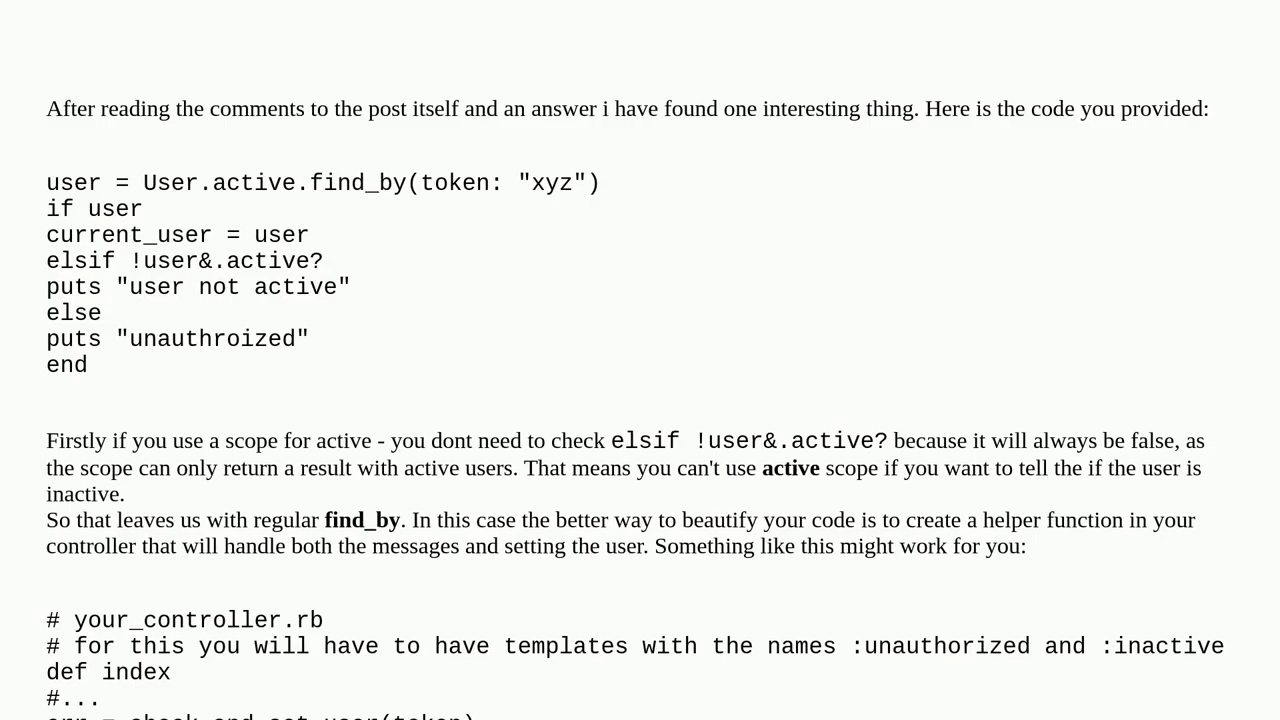 After reading the comments to the post itself and an answer i have found one interesting thing. Here is the code you provided:
user = User.active.find_by(token: "xyz")
if user
current_user = user
elsif !user&.active?
puts "user not active"
else
puts "unauthroized"
end
Firstly if you use a scope for active - you dont need to check elsif !user&.active? because it will always be false, as
the scope can only return a result with active users. That means you can't use active scope if you want to tell the if the user is
inactive.
So that leaves us with regular find_by. In this case the better way to beautify your code is to create a helper function in your
controller that will handle both the messages and setting the user. Something like this might work for you:
# your_controller.rb
# for this you will have to have templates with the names :unauthorized and :inactive
def index
#...
err = check_and_set_user(token)